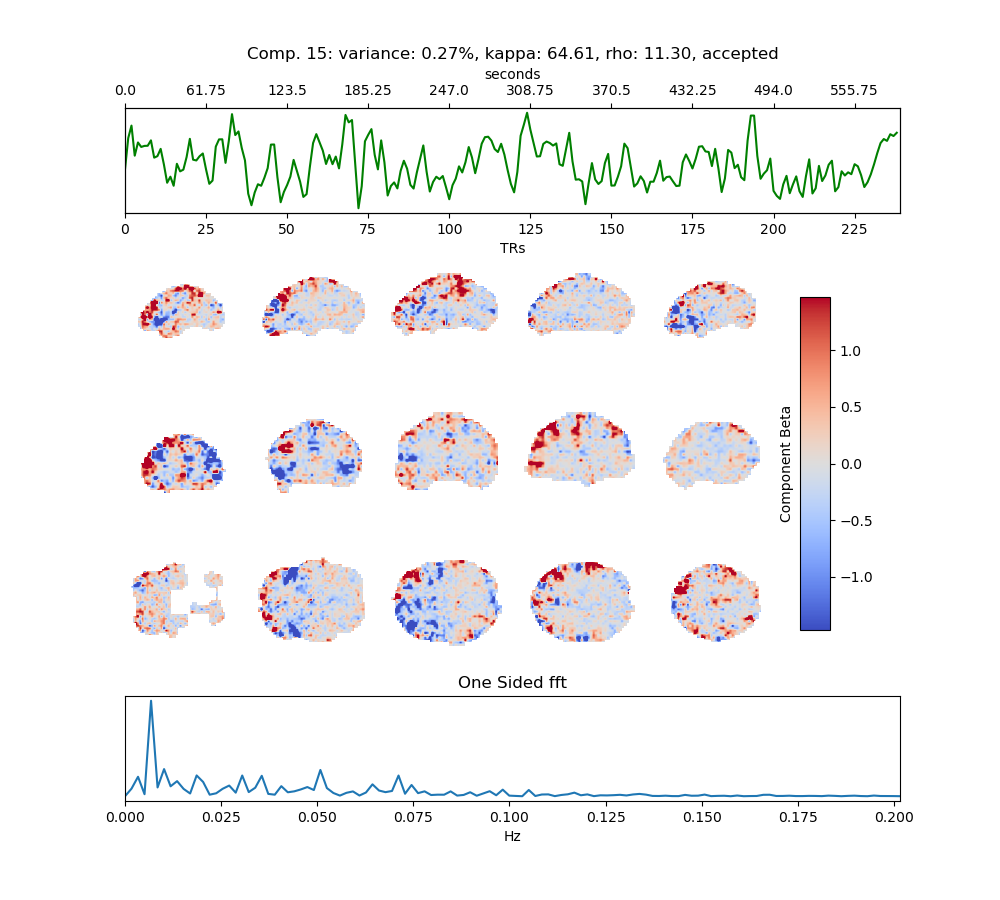 Comp. 15: variance: 0.27%, kappa: 64.61, rho: 11.30, accepted
seconds
0.0 61.75 123.5 185.25 247.0 308.75 370.5 432.25 494.0 555.75
0 25 50 75 100 125 150 175 200 225
TRs
1.0
0.5
0.0
−0.5
−1.0
Component Beta
One Sided fft
0.000 0.025 0.050 0.075 0.100 0.125 0.150 0.175 0.200
Hz